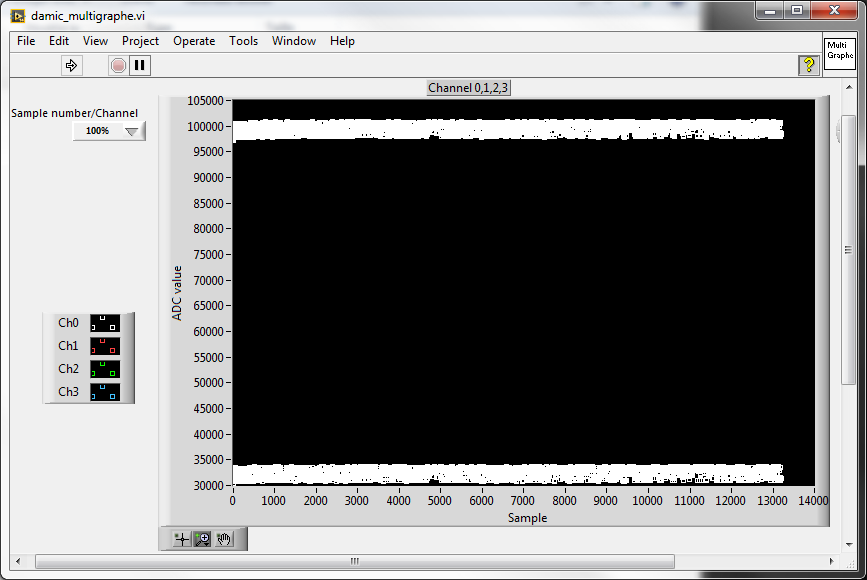 damic_multigraphe.vi
File Edit View Project Operate Tools Window Help
Multi
Graphe
Channel 0,1,2,3
Sample number/Channel
100%
105000
100000
95000
90000
85000
80000
75000
70000
65000
60000
55000
50000
45000
40000
35000
30000
ADC value
Ch0
Ch1
Ch2
Ch3
0 1000 2000 3000 4000 5000 6000 7000 8000 9000 10000 11000 12000 13000 14000
Sample